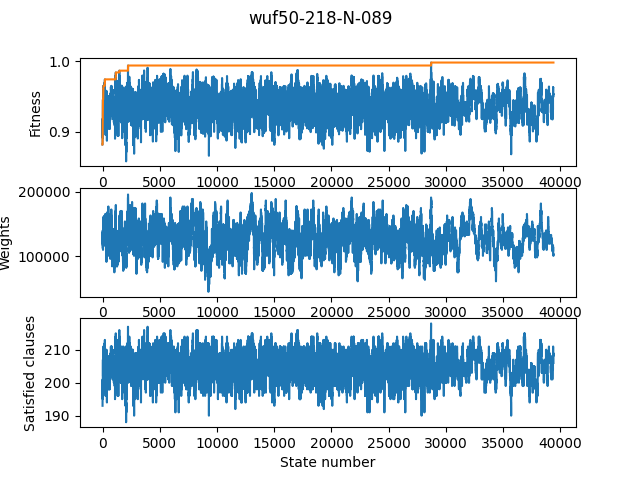 wuf50-218-N-089
1.0
0.9
Fitness
0 5000 10000 15000 20000 25000 30000 35000 40000
200000
100000
Weights
0 5000 10000 15000 20000 25000 30000 35000 40000
210
200
190
Satisfied clauses
0 5000 10000 15000 20000 25000 30000 35000 40000
State number